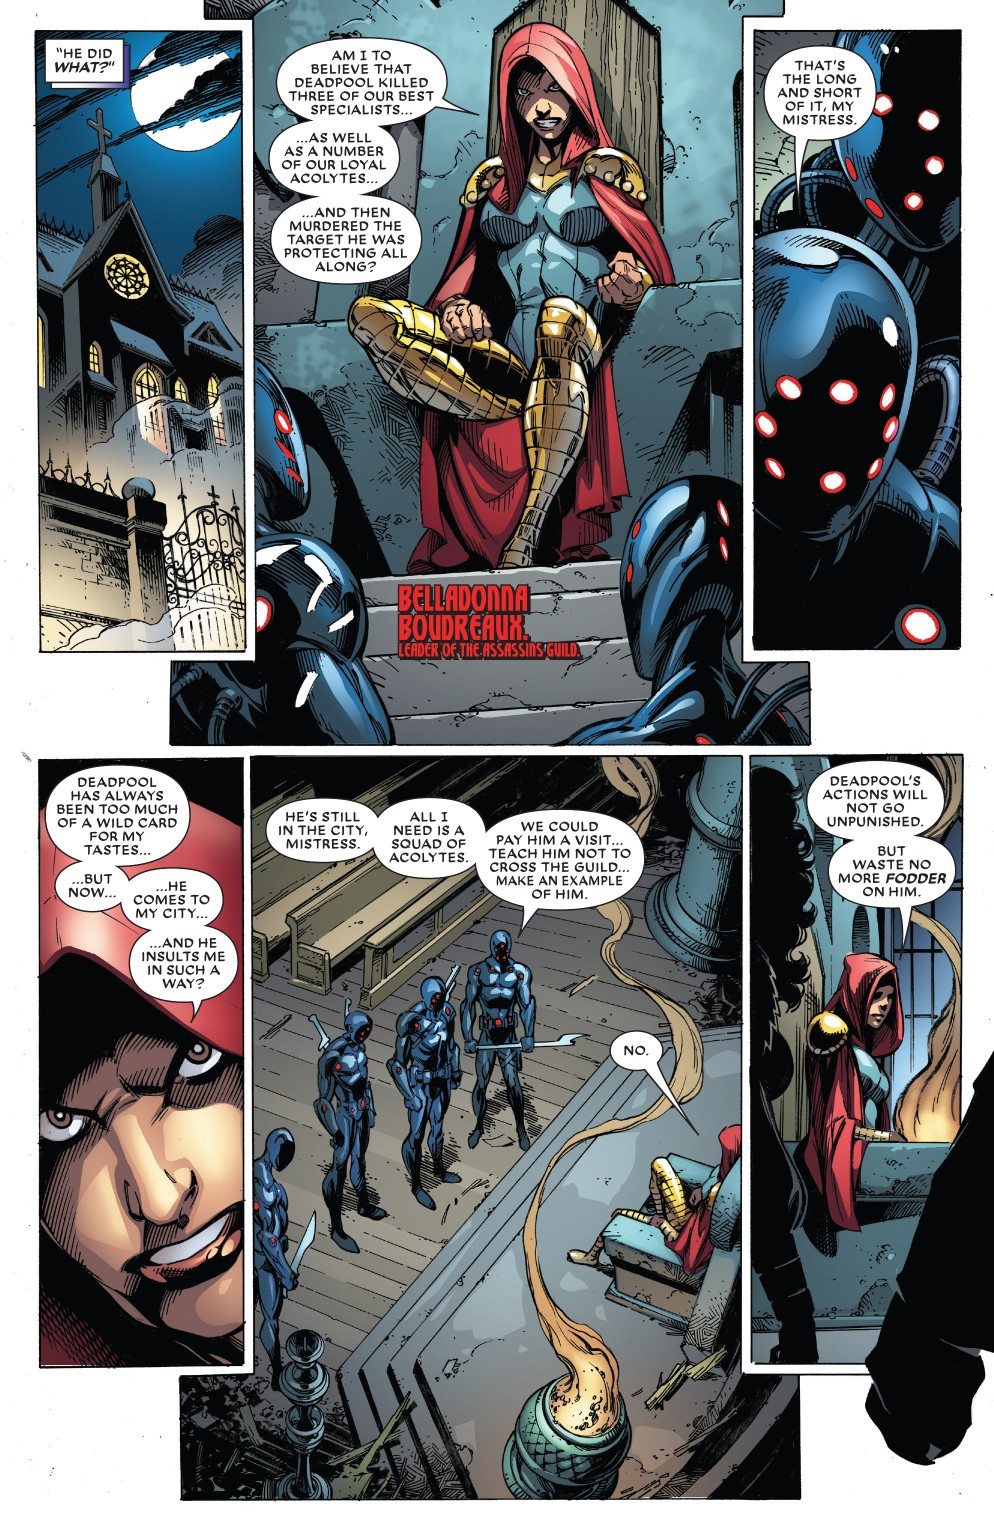 "HE DID
WHAT?"
AM I TO
BELIEVE THAT
DEADPOOL KILLED
THREE OF OUR BEST
SPECIALISTS...
...AS WELL
AS A NUMBER
OF OUR LOYAL
ACOLYTES...
...AND THEN
MURDERED THE
TARGET HE WAS
PROTECTING ALL
ALONG?
BELLADONNA
BOUDREAUX.
LEADER OF THE ASSASSINS GUILD.
THAT'S
THE LONG
AND SHORT
OF IT, MY
MISTRESS.
DEADPOOL
HAS ALWAYS
BEEN TOO MUCH
OF A WILD CARD
FOR MY
TASTES...
...BUT
NOW...
...HE
COMES TO
MY CITY...
...AND HE
INSULTS ME
IN SUCH A
WAY?
HE'S STILL
IN THE CITY,
MISTRESS.
ALL I
NEED IS A
SQUAD OF
ACOLYTES.
WE COULD
PAY HIM A VISIT...
TEACH HIM NOT TO
CROSS THE GUILD...
MAKE AN EXAMPLE
OF HIM.
NO.
DEADPOOL'S
ACTIONS WILL
NOT GO
UNPUNISHED.
BUT
WASTE NO
MORE FODDER
ON HIM.